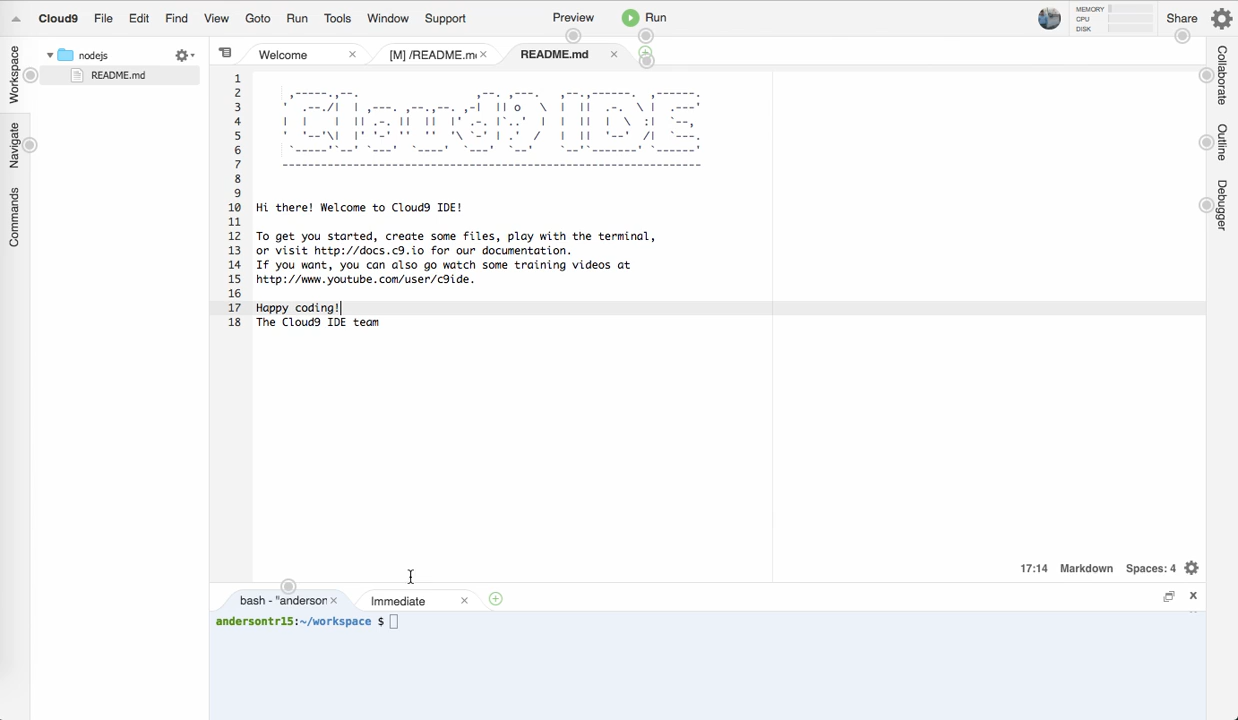 Cloud9 File Edit Find View Goto Run Tools Window Support Preview Run MEMORY CPU DISK Share
Workspace
Navigate
Commands
nodejs
README.md
Welcome [M] /README.m README.md
1
2
3
4
5
6
7
8
9
10 Hi there! Welcome to Cloud9 IDE!
11
12 To get you started, create some files, play with the terminal,
13 or visit http://docs.c9.io for our documentation.
14 If you want, you can also go watch some training videos at
15 http://www.youtube.com/user/c9ide.
16
17 Happy coding!
18 The Cloud9 IDE team
Cloud9 IDE
17:14 Markdown Spaces: 4
bash - "anderson Immediate
andersontr15:~/workspace $
Collaborate
Outline
Debugger